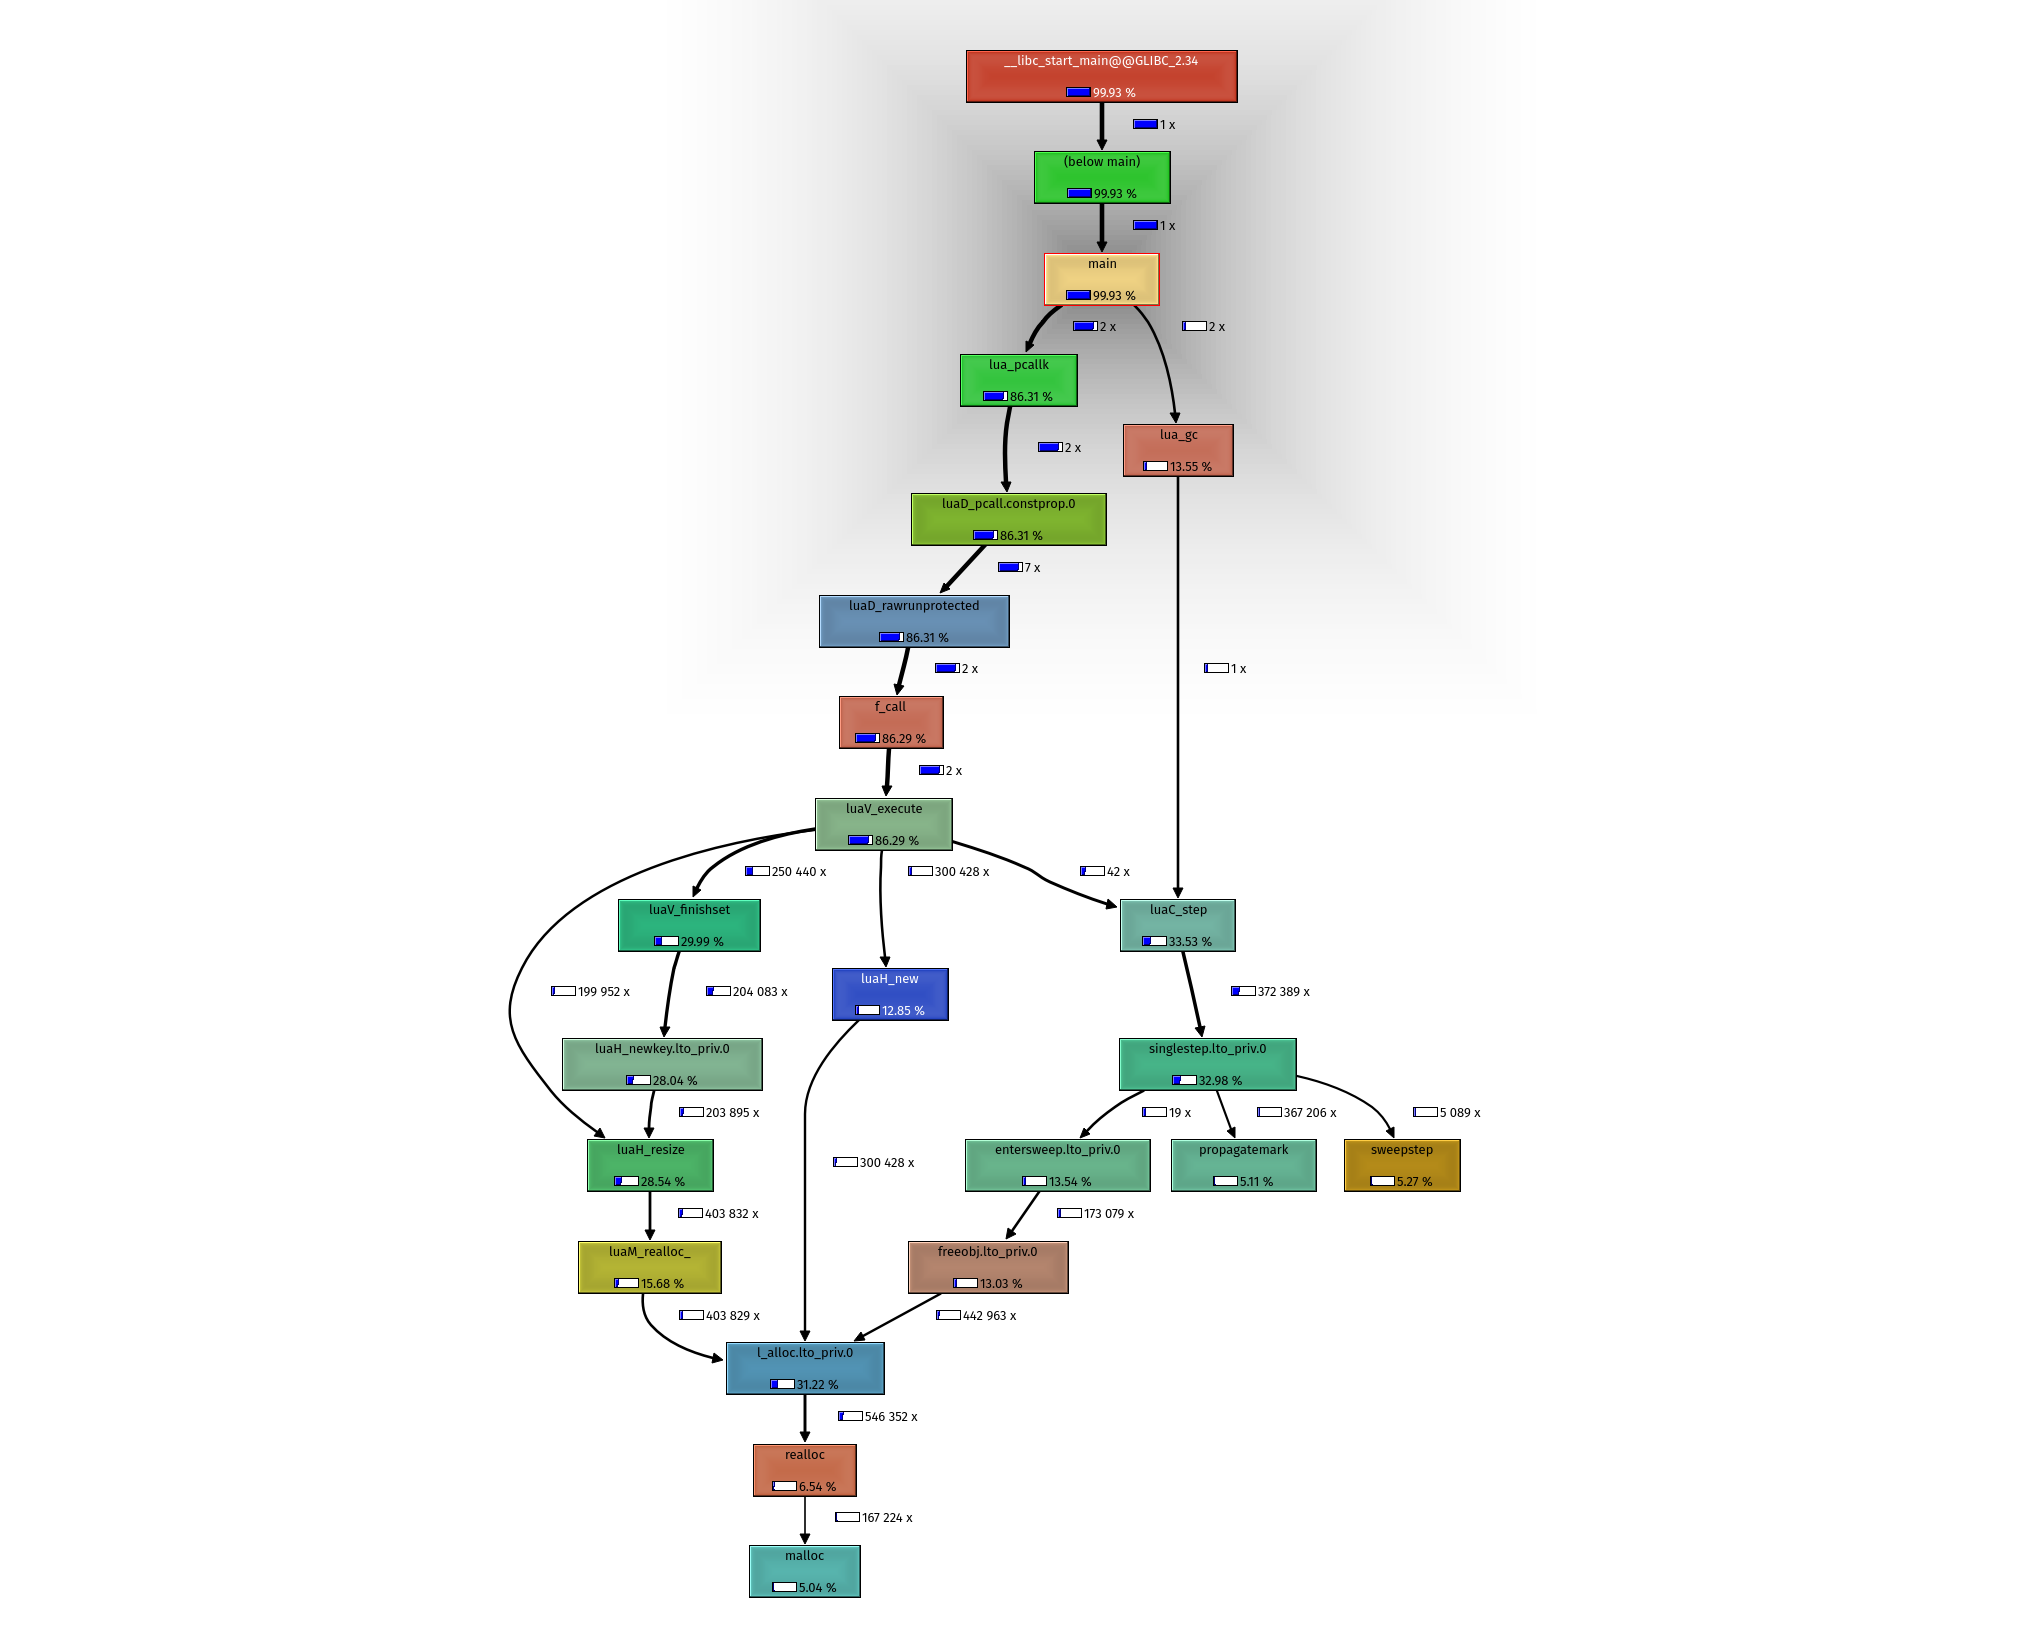 __libc_start_main@@GLIBC_2.34
99.93 %
1 x
(below main)
99.93 %
1 x
main
99.93 %
2 x
2 x
lua_pcallk
86.31 %
lua_gc
13.55 %
2 x
luaD_pcall.constprop.0
86.31 %
7 x
luaD_rawrunprotected
86.31 %
2 x
1 x
f_call
86.29 %
2 x
luaV_execute
86.29 %
250 440 x
300 428 x
42 x
luaV_finishset
29.99 %
luaC_step
33.53 %
luaH_new
12.85 %
199 952 x
204 083 x
372 389 x
luaH_newkey.lto_priv.0
28.04 %
singlestep.lto_priv.0
32.98 %
203 895 x
19 x
367 206 x
5 089 x
luaH_resize
28.54 %
300 428 x
entersweep.lto_priv.0
13.54 %
propagatemark
5.11 %
sweepstep
5.27 %
403 832 x
173 079 x
luaM_realloc_
15.68 %
freeobj.lto_priv.0
13.03 %
403 829 x
442 963 x
l_alloc.lto_priv.0
31.22 %
546 352 x
realloc
6.54 %
167 224 x
malloc
5.04 %